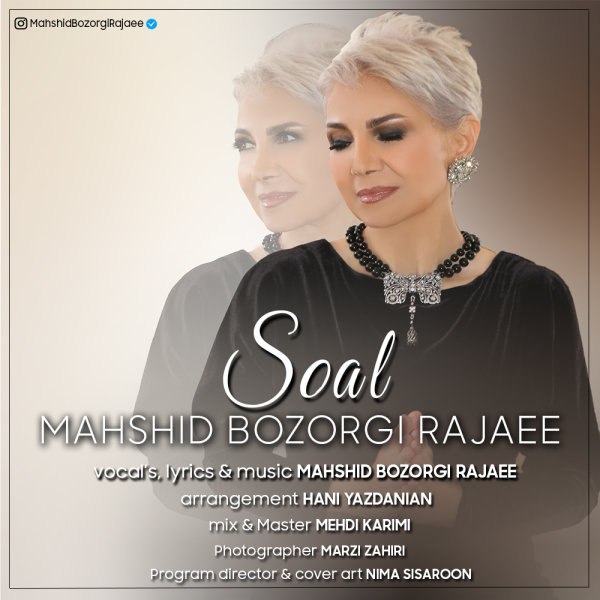 MahshidBozorgiRajaee
Soal
MAHSHID BOZORGI RAJAEE
vocal's, lyrics & music MAHSHID BOZORGI RAJAEE
arrangement HANI YAZDANIAN
mix & Master MEHDI KARIMI
Photographer MARZI ZAHIRI
Program director & cover art NIMA SISAROON